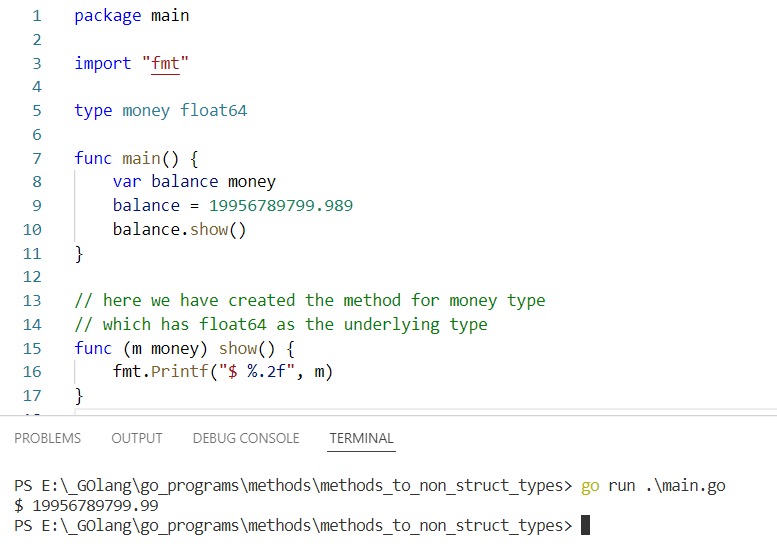 1 package main
2
3 import "fmt"
4
5 type money float64
6
7 func main() {
8 var balance money
9 balance = 19956789799.989
10 balance.show()
11 }
12
13 // here we have created the method for money type
14 // which has float64 as the underlying type
15 func (m money) show() {
16 fmt.Printf("$ %.2f", m)
17 }
PROBLEMS OUTPUT DEBUG CONSOLE TERMINAL
PS E:\_GOlang\go_programs\methods\methods_to_non_struct_types> go run .\main.go
$ 19956789799.99
PS E:\_GOlang\go_programs\methods\methods_to_non_struct_types>